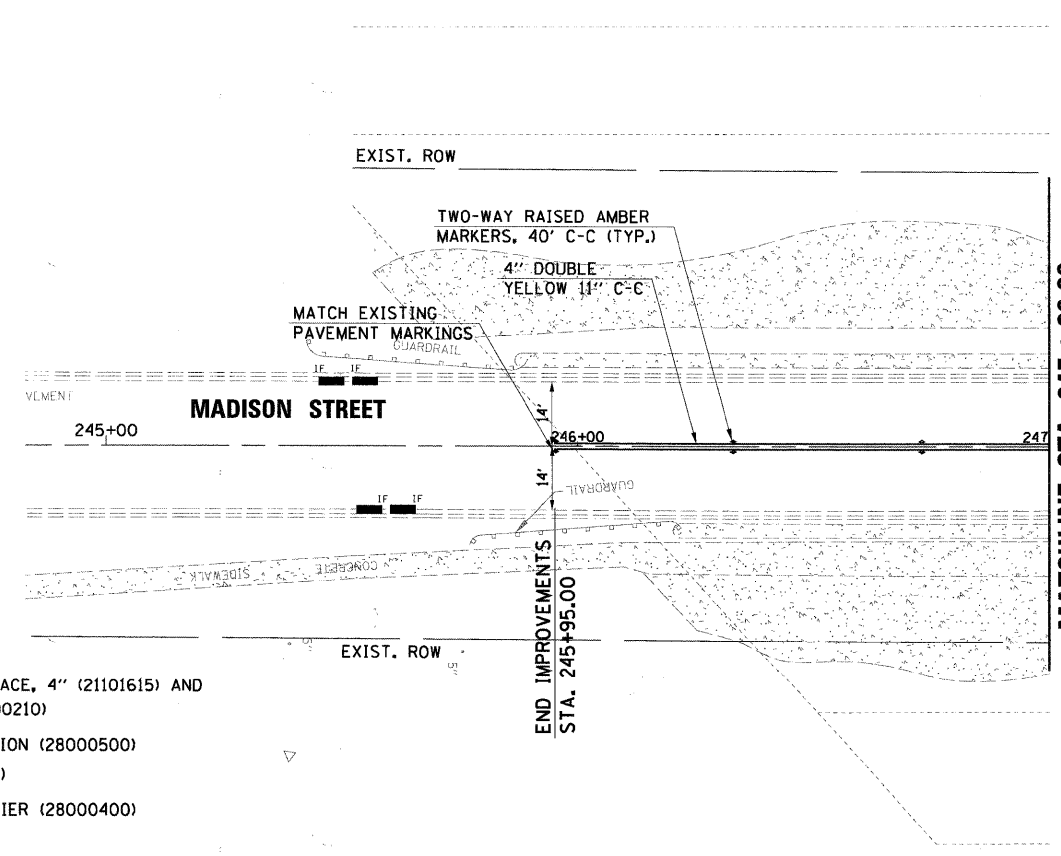 EXIST. ROW
TWO-WAY RAISED AMBER
MARKERS, 40' C-C (TYP.)
4" DOUBLE
YELLOW 11" C-C
MATCH EXISTING
PAVEMENT MARKINGS
GUARDRAIL
IF IF
VEMENT
MADISON STREET
245+00
14'
246+00
247
14'
GUARDRAIL
IF IF
CONCRETE
SIDEWALK
EXIST. ROW
END IMPROVEMENTS
STA. 245+95.00
ACE, 4" (21101615) AND
0210)
ION (28000500)
)
IER (28000400)